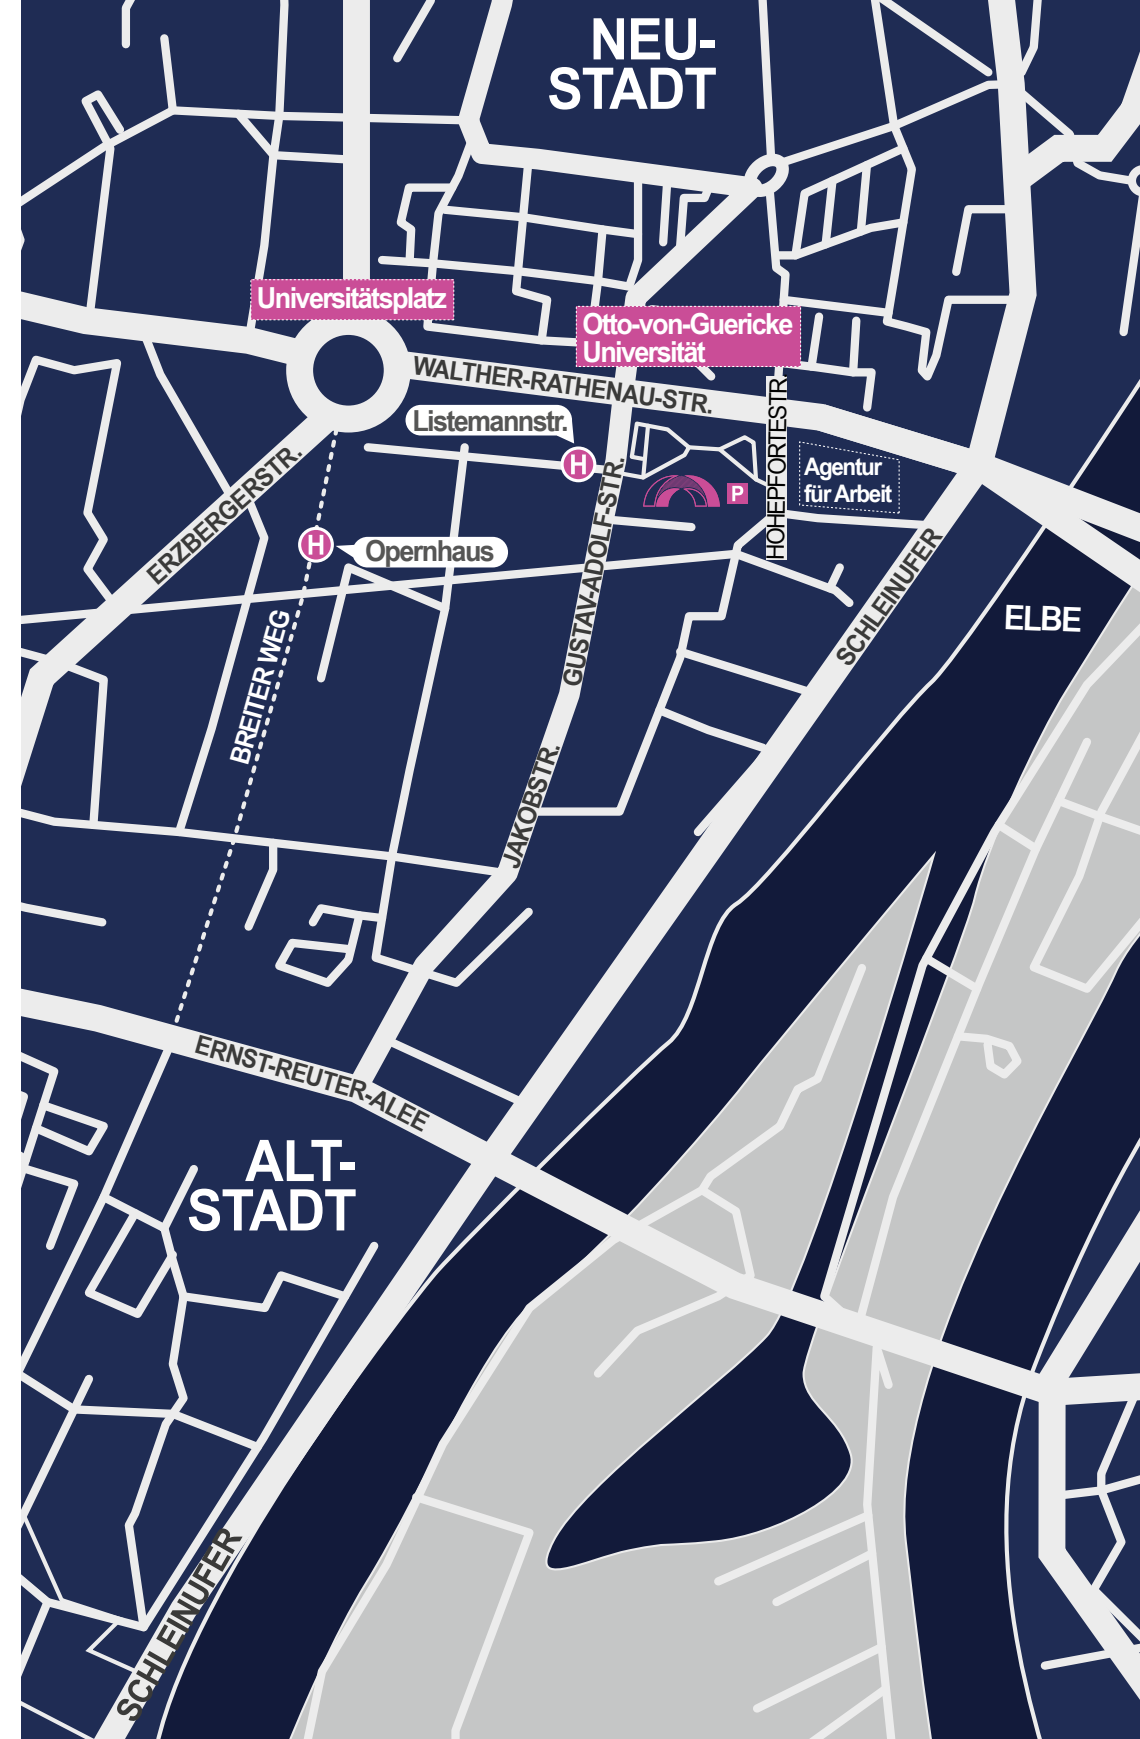 NEU-
STADT
Universitätsplatz
Otto-von-Guericke
Universität
WALTHER-RATHENAU-STR.
Listemannstr.
H
HOHEPFORTESTR.
Agentur
für Arbeit
P
ERZBERGERSTR.
GUSTAV-ADOLF-STR.
H
Opernhaus
SCHLEINUFER
ELBE
BREITER WEG
JAKOBSTR.
ERNST-REUTER-ALEE
ALT-
STADT
SCHLEINUFER